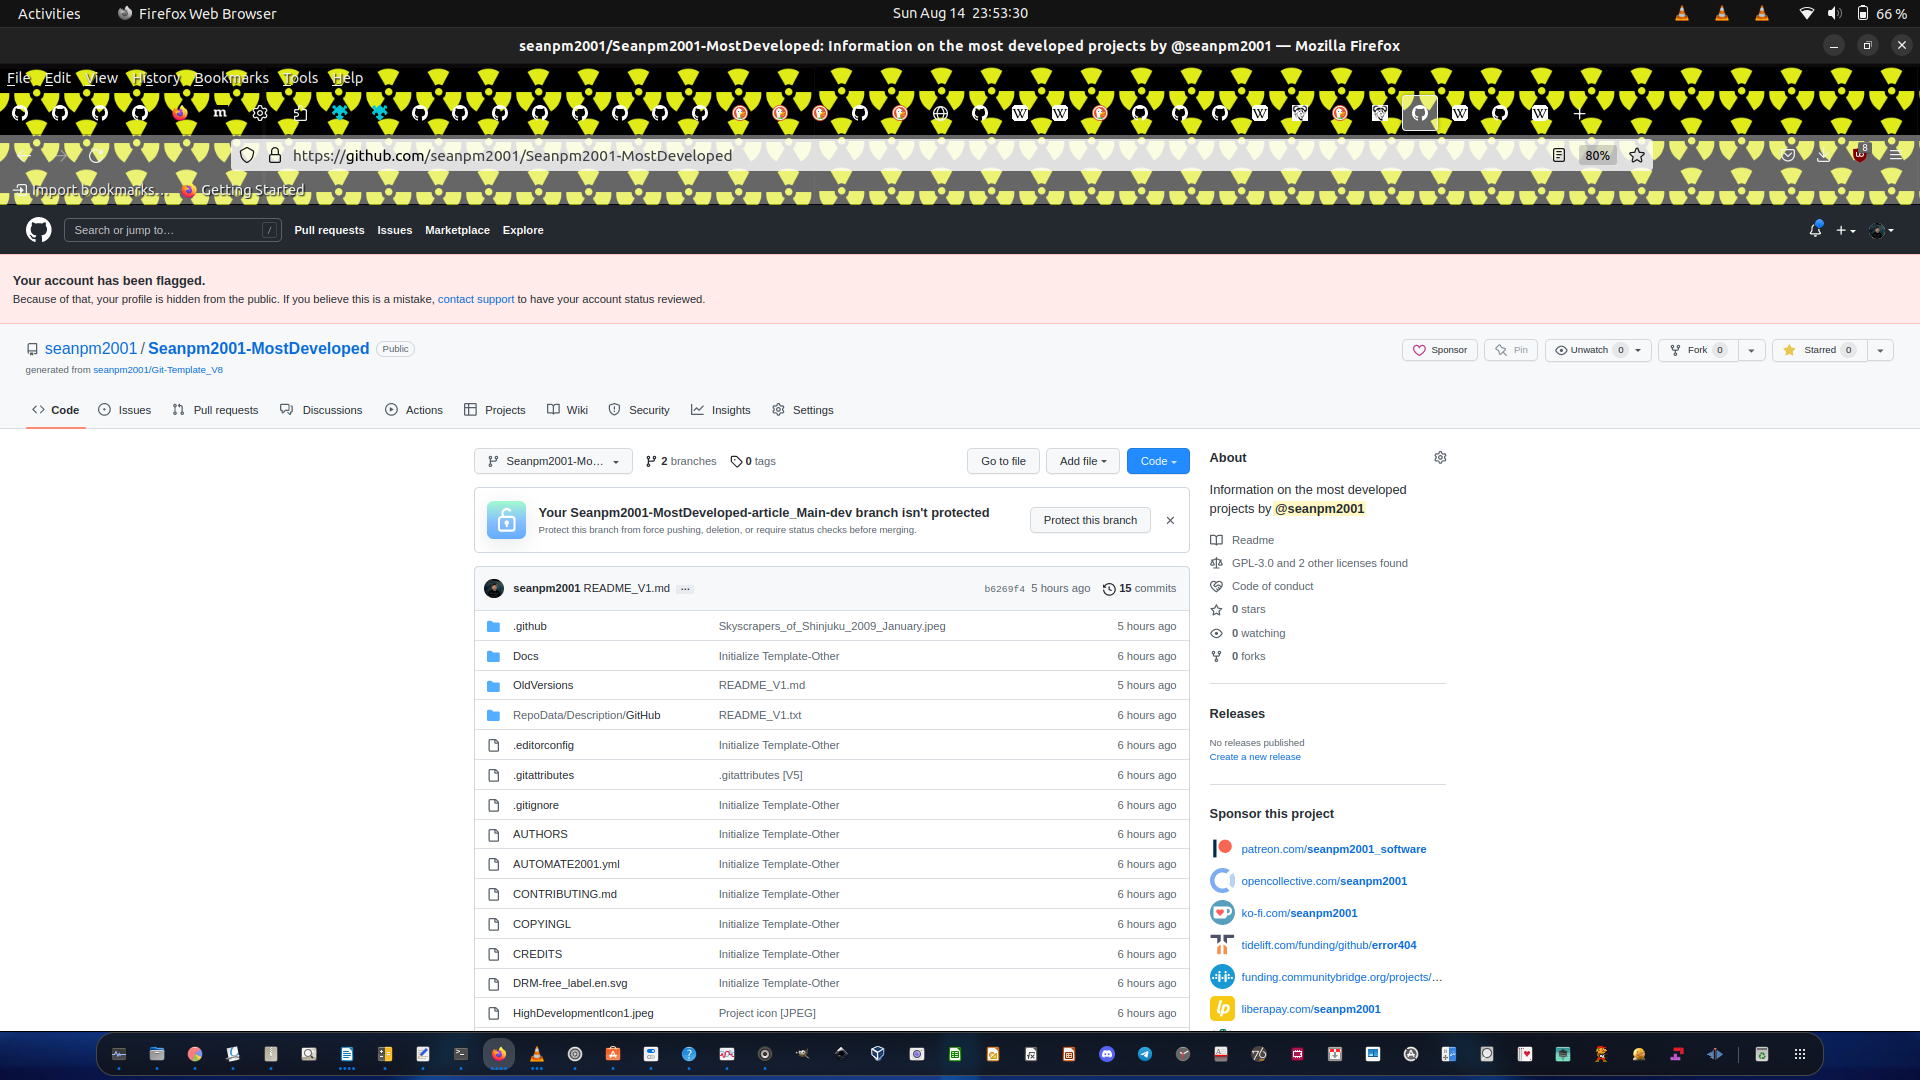 Activities
Firefox Web Browser
Sun Aug 14 23:53:30
66 %
seanpm2001/Seanpm2001-MostDeveloped: Information on the most developed projects by @seanpm2001 — Mozilla Firefox
File Edit View History Bookmarks Tools Help
https://github.com/seanpm2001/Seanpm2001-MostDeveloped
80%
8
Import bookmarks... Getting Started
Search or jump to...
/
Pull requests Issues Marketplace Explore
Your account has been flagged.
Because of that, your profile is hidden from the public. If you believe this is a mistake, contact support to have your account status reviewed.
seanpm2001 / Seanpm2001-MostDeveloped Public
Sponsor Pin Unwatch 0 Fork 0 Starred 0
generated from seanpm2001/Git-Template_V8
Code Issues Pull requests Discussions Actions Projects Wiki Security Insights Settings
Seanpm2001-Mo... 2 branches 0 tags
Go to file Add file Code
Your Seanpm2001-MostDeveloped-article_Main-dev branch isn't protected
Protect this branch from force pushing, deletion, or require status checks before merging.
Protect this branch
seanpm2001 README_V1.md ... b6269f4 5 hours ago 15 commits
.github Skyscrapers_of_Shinjuku_2009_January.jpeg 5 hours ago
Docs Initialize Template-Other 6 hours ago
OldVersions README_V1.md 5 hours ago
RepoData/Description/GitHub README_V1.txt 6 hours ago
.editorconfig Initialize Template-Other 6 hours ago
.gitattributes .gitattributes [V5] 6 hours ago
.gitignore Initialize Template-Other 6 hours ago
AUTHORS Initialize Template-Other 6 hours ago
AUTOMATE2001.yml Initialize Template-Other 6 hours ago
CONTRIBUTING.md Initialize Template-Other 6 hours ago
COPYINGL Initialize Template-Other 6 hours ago
CREDITS Initialize Template-Other 6 hours ago
DRM-free_label.en.svg Initialize Template-Other 6 hours ago
HighDevelopmentIcon1.jpeg Project icon [JPEG] 6 hours ago
About
Information on the most developed
projects by @seanpm2001
Readme
GPL-3.0 and 2 other licenses found
Code of conduct
0 stars
0 watching
0 forks
Releases
No releases published
Create a new release
Sponsor this project
patreon.com/seanpm2001_software
opencollective.com/seanpm2001
ko-fi.com/seanpm2001
tidelift.com/funding/github/error404
funding.communitybridge.org/projects/...
liberapay.com/seanpm2001